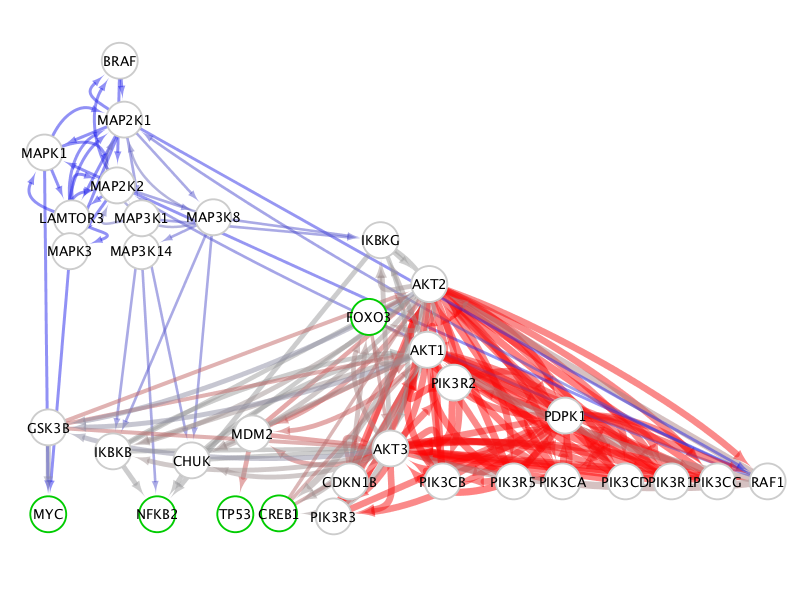 BRAF
MAP2K1
MAPK1
MAP2K2
LAMTOR3
MAP3K1
MAP3K8
MAPK3
MAP3K14
IKBKG
AKT2
FOXO3
AKT1
PIK3R2
PDPK1
GSK3B
MDM2
IKBKB
CHUK
AKT3
CDKN1B
PIK3CB
PIK3R5
PIK3CA
PIK3CD
PIK3R1
PIK3CG
RAF1
MYC
NFKB2
TP53
CREB1
PIK3R3